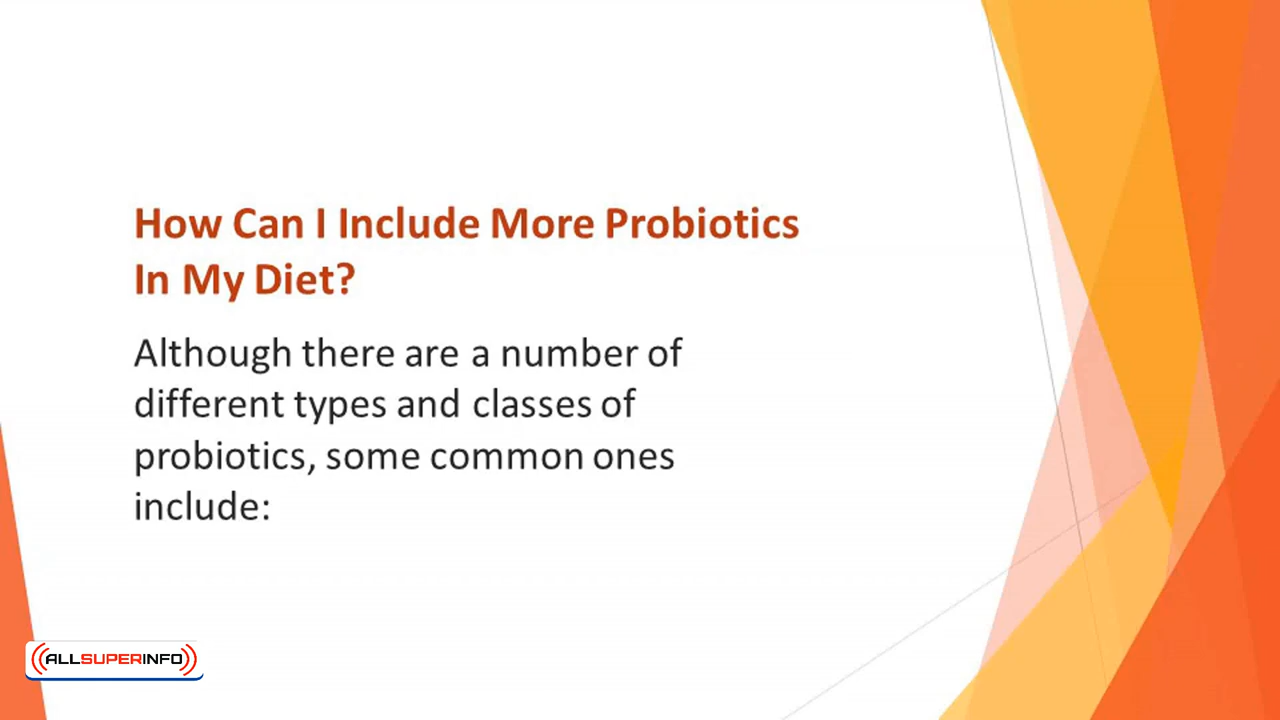 How Can I Include More Probiotics
In My Diet?
Although there are a number of
different types and classes of
probiotics, some common ones
include:
ALLSUPERINFO